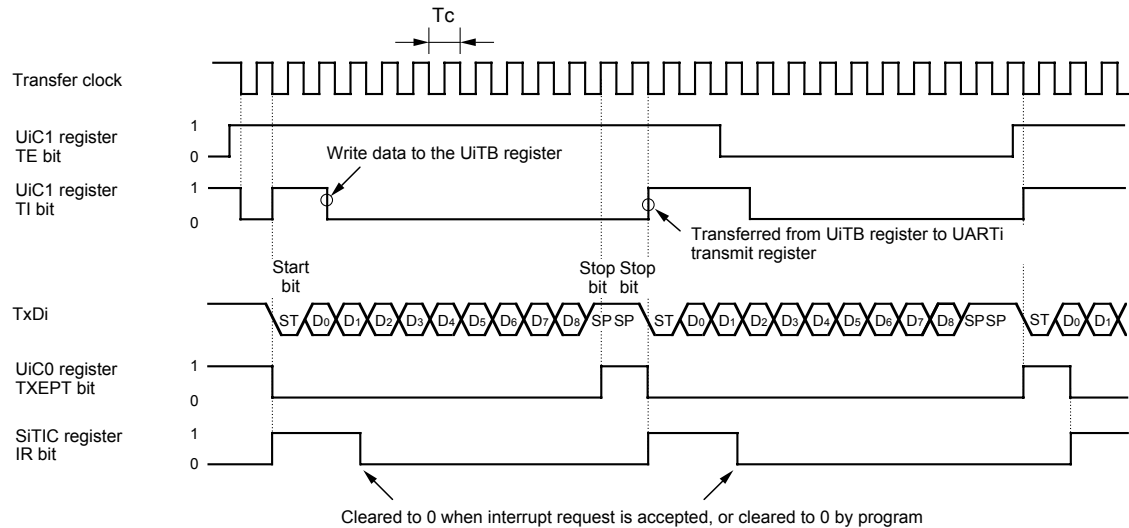 Tc
Transfer clock
UiC1 register
TE bit
1
0
Write data to the UiTB register
UiC1 register
TI bit
1
0
Transferred from UiTB register to UARTi
transmit register
Start
bit
Stop Stop
bit bit
TxDi
ST D0 D1 D2 D3 D4 D5 D6 D7 D8 SP SP ST D0 D1 D2 D3 D4 D5 D6 D7 D8 SP SP ST D0 D1
UiC0 register
TXEPT bit
1
0
SiTIC register
IR bit
1
0
Cleared to 0 when interrupt request is accepted, or cleared to 0 by program